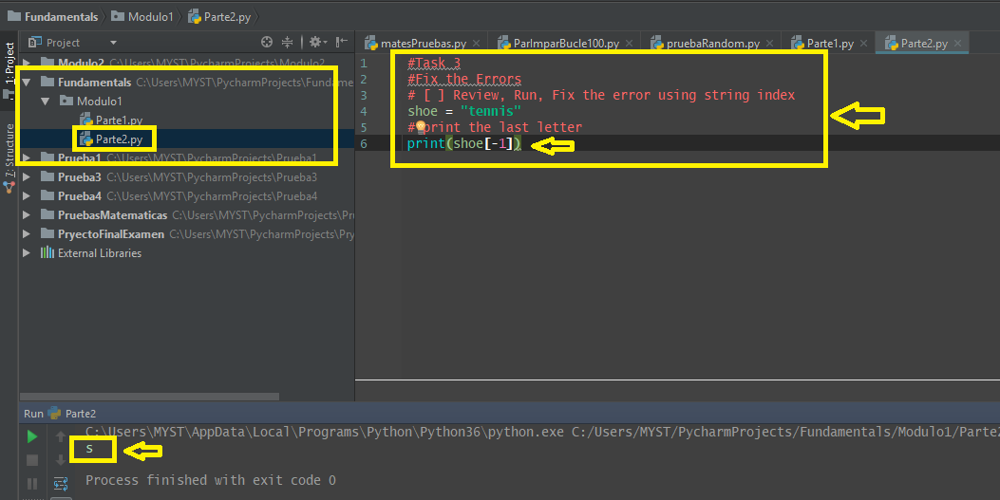 Fundamentals Modulo1 Parte2.py
1: Project
7: Structure
Project
Modulo2 C:\Users\MYST\PycharmProjects\Modulo2
Fundamentals C:\Users\MYST\PycharmProjects\Fundame
Modulo1
Parte1.py
Parte2.py
Prueba1 C:\Users\MYST\PycharmProjects\Prueba1
Prueba3 C:\Users\MYST\PycharmProjects\Prueba3
Prueba4 C:\Users\MYST\PycharmProjects\Prueba4
PruebasMatematicas C:\Users\MYST\PycharmProjects\
PryectoFinalExamen C:\Users\MYST\PycharmProjects\Pry
External Libraries
matesPruebas.py ParImparBucle100.py pruebaRandom.py Parte1.py Parte2.py
1 #Task 3
2 #Fix the Errors
3 # [ ] Review, Run, Fix the error using string index
4 shoe = "tennis"
5 # print the last letter
6 print(shoe[-1])
Run Parte2
C:\Users\MYST\AppData\Local\Programs\Python\Python36\python.exe C:/Users/MYST/PycharmProjects/Fundamentals/Modulo1/Parte2
s
Process finished with exit code 0